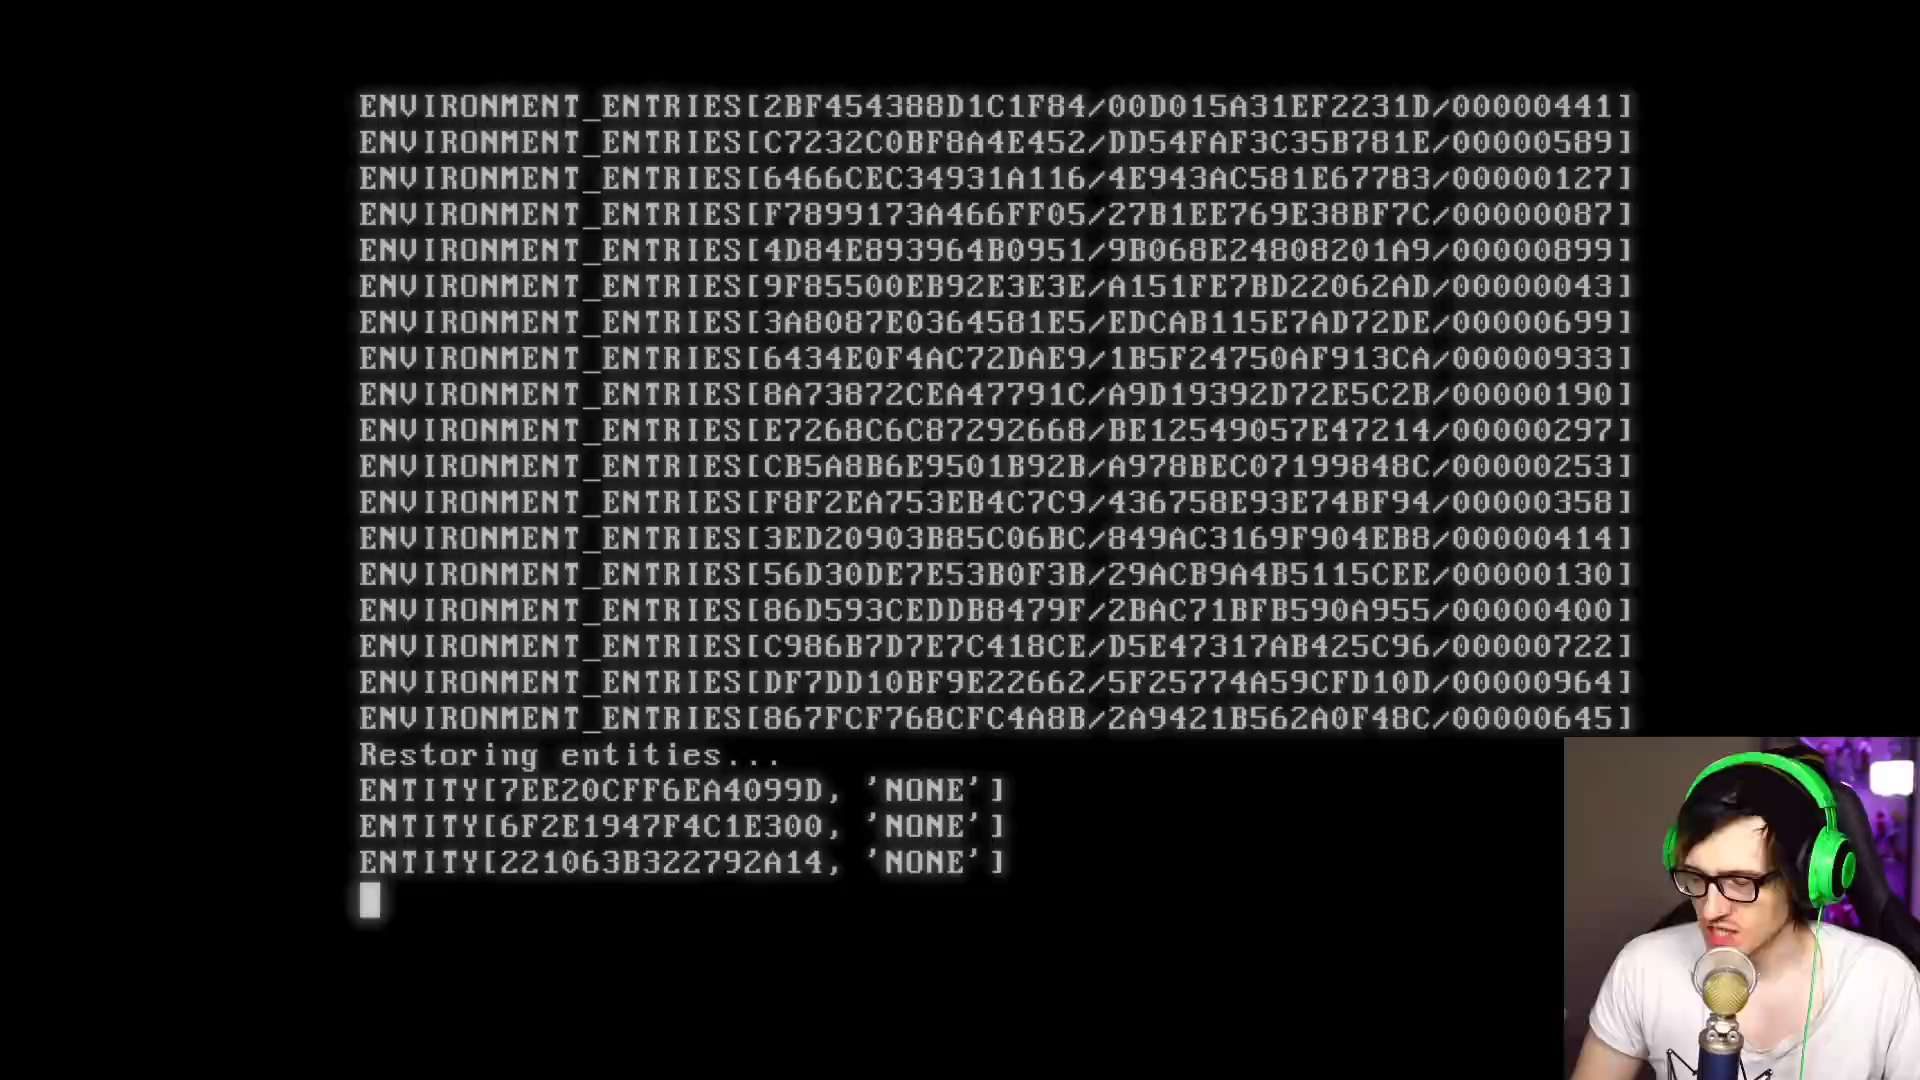 ENVIRONMENT_ENTRIES[2BF454388D1C1F84/00D015A31EF2231D/00000441]
ENVIRONMENT_ENTRIES[C7232C0BF8A4E452/DD54FAF3C35B781E/00000589]
ENVIRONMENT_ENTRIES[6466CEC34931A116/4E943AC581E67783/00000127]
ENVIRONMENT_ENTRIES[F7899173A466FF05/27B1EE769E38BF7C/00000087]
ENVIRONMENT_ENTRIES[4D84E893964B0951/9B068E24808201A9/00000899]
ENVIRONMENT_ENTRIES[9F85500EB92E3E3E/A151FE7BD22062AD/00000043]
ENVIRONMENT_ENTRIES[3A8087E0364581E5/EDCAB115E7AD72DE/00000699]
ENVIRONMENT_ENTRIES[6434E0F4AC72DAE9/1B5F24750AF913CA/00000933]
ENVIRONMENT_ENTRIES[8A73872CEA47791C/A9D19392D72E5C2B/00000190]
ENVIRONMENT_ENTRIES[E7268C6C87292668/BE12549057E47214/00000297]
ENVIRONMENT_ENTRIES[CB5A8B6E9501B92B/A978BEC07199848C/00000253]
ENVIRONMENT_ENTRIES[F8F2EA753EB4C7C9/436758E93E74BF94/00000358]
ENVIRONMENT_ENTRIES[3ED20903B85C06BC/849AC3169F904EB8/00000414]
ENVIRONMENT_ENTRIES[56D30DE7E53B0F3B/29ACB9A4B5115CEE/00000130]
ENVIRONMENT_ENTRIES[86D593CEDDB8479F/2BAC71BFB590A955/00000400]
ENVIRONMENT_ENTRIES[C986B7D7E7C418CE/D5E47317AB425C96/00000722]
ENVIRONMENT_ENTRIES[DF7DD10BF9E22662/5F25774A59CFD10D/00000964]
ENVIRONMENT_ENTRIES[867FCF768CFC4A8B/2A9421B562A0F48C/00000645]
Restoring entities...
ENTITY[7EE20CFF6EA4099D, 'NONE']
ENTITY[6F2E1947F4C1E300, 'NONE']
ENTITY[221063B322792A14, 'NONE']